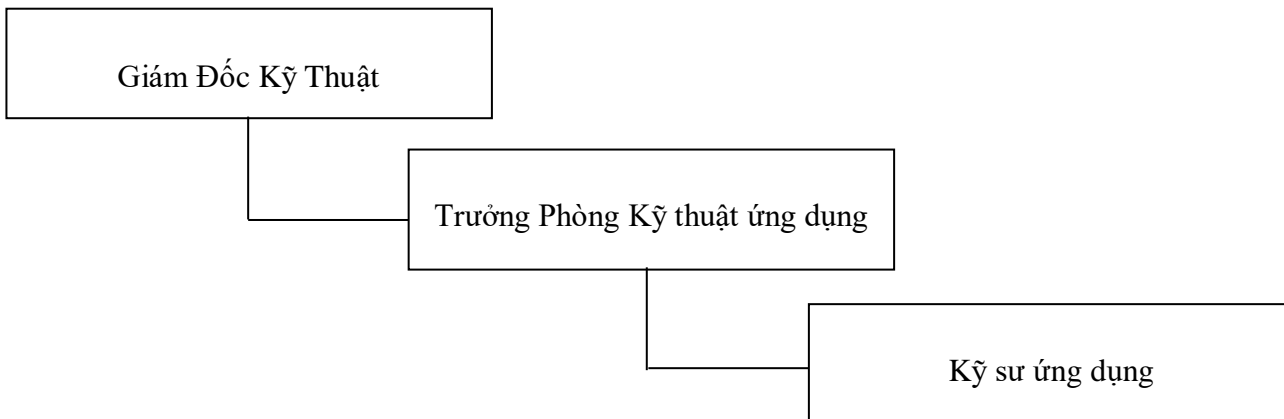 Giám Đốc Kỹ Thuật
Trưởng Phòng Kỹ thuật ứng dụng
Kỹ sư ứng dụng